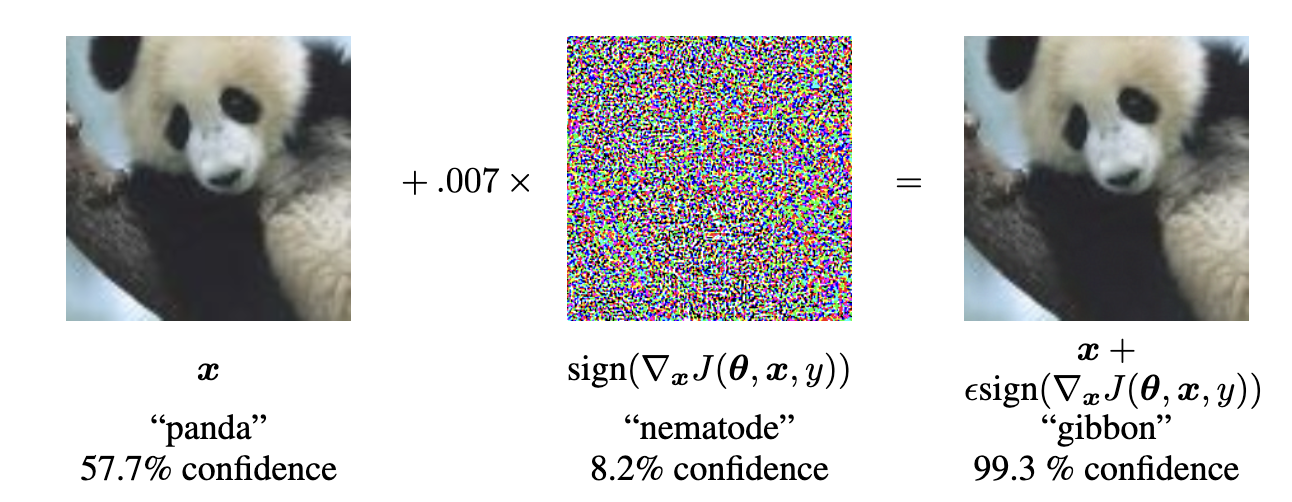 + .007 ×
=
x
sign(∇ₓJ(θ, x, y))
x +
ϵsign(∇ₓJ(θ, x, y))
“panda”
“nematode”
“gibbon”
57.7% confidence
8.2% confidence
99.3 % confidence